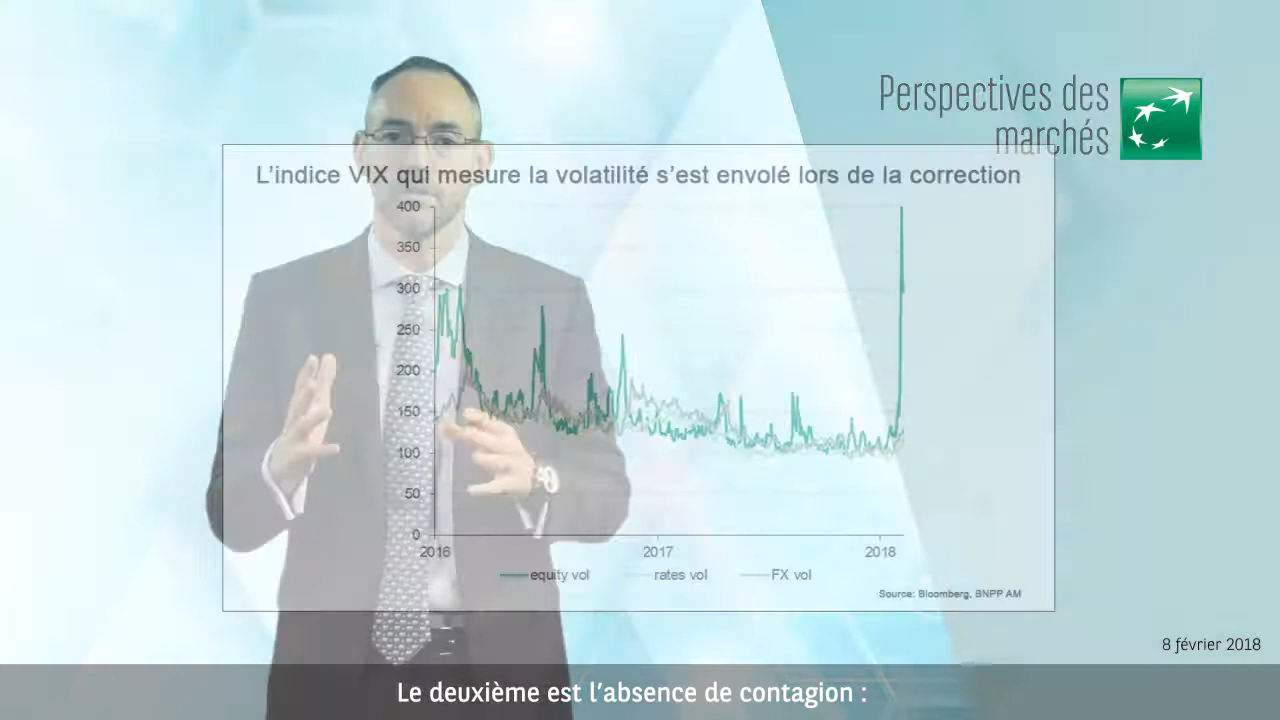 Perspectives des
marchés
L'indice VIX qui mesure la volatilité s'est envolé lors de la correction
400
350
300
250
200
150
100
50
0
2016 2017 2018
equity vol rates vol FX vol
Source: Bloomberg, BNPP AM
8 février 2018
Le deuxième est l'absence de contagion :